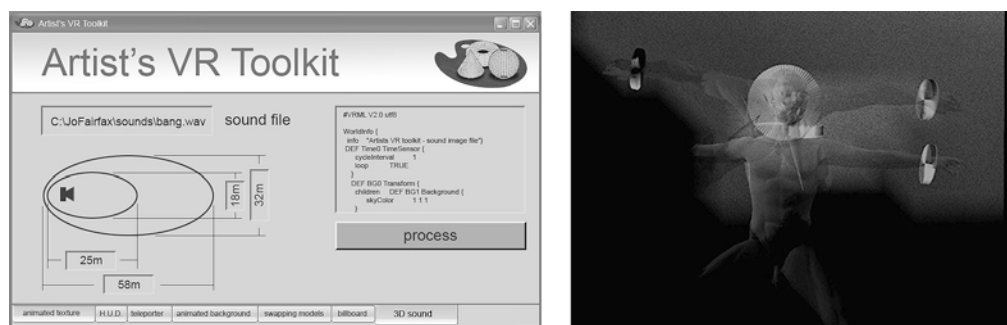 Artist's VR Toolkit
Artist's VR Toolkit
C:\JoFairfax\sounds\bang.wav
sound file
18m
32m
25m
58m
#VRML V2.0 utf8
WorldInfo {
info "Artists VR toolkit - sound image file"}
DEF Time0 TimeSensor {
cycleInterval 1
loop TRUE
}
DEF BG0 Transform {
children DEF BG1 Background {
skyColor 1 1 1
}
process
animated texture
H.U.D.
teleporter
animated background
swapping models
billboard
3D sound